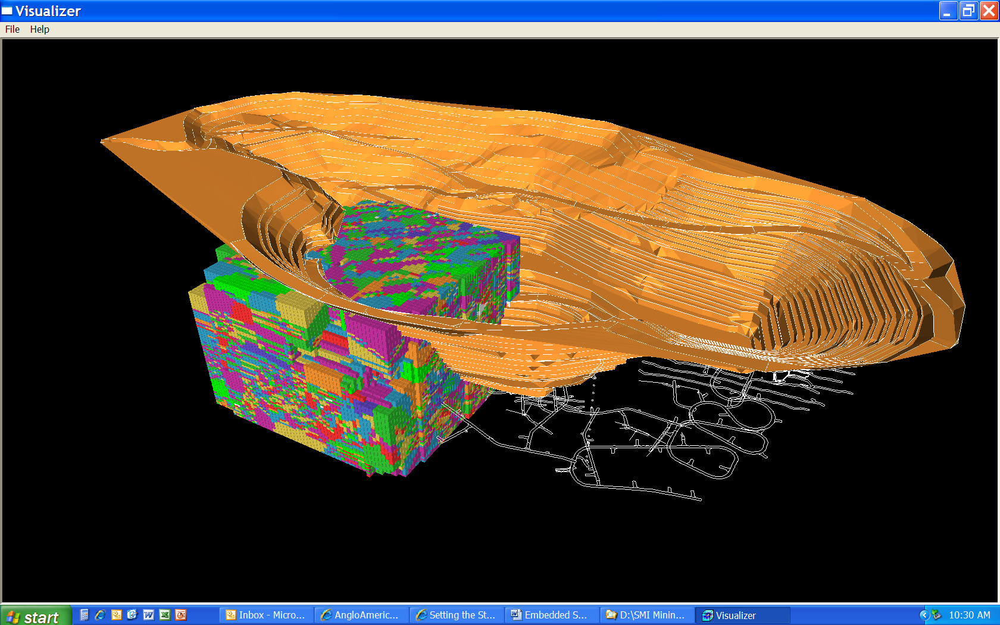 Visualizer
File Help
start
Inbox - Micro...
AngloAmeric...
Setting the St...
Embedded S...
D:\SMI Minin...
Visualizer
10:30 AM